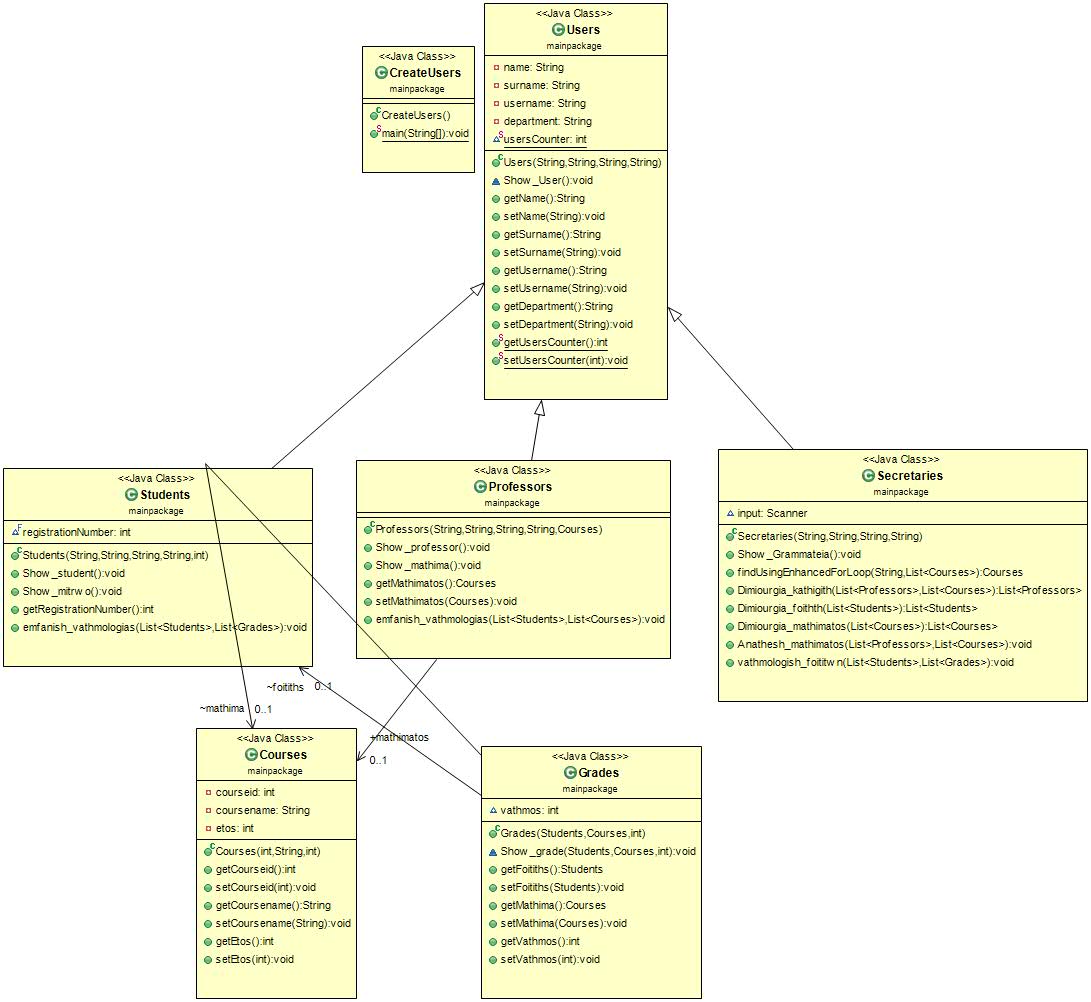 <<Java Class>>
CreateUsers
mainpackage
CreateUsers()
main(String[]):void
<<Java Class>>
Users
mainpackage
name: String
surname: String
username: String
department: String
usersCounter: int
Users(String,String,String,String)
Show_User():void
getName():String
setName(String):void
getSurname():String
setSurname(String):void
getUsername():String
setUsername(String):void
getDepartment():String
setDepartment(String):void
getUsersCounter():int
setUsersCounter(int):void
<<Java Class>>
Students
mainpackage
registrationNumber: int
Students(String,String,String,String,int)
Show_student():void
Show_mitrwo():void
getRegistrationNumber():int
emfanish_vathmologias(List<Students>,List<Grades>):void
<<Java Class>>
Professors
mainpackage
Professors(String,String,String,String,Courses)
Show_professor():void
Show_mathima():void
getMathimatos():Courses
setMathimatos(Courses):void
emfanish_vathmologias(List<Students>,List<Courses>):void
<<Java Class>>
Secretaries
mainpackage
input: Scanner
Secretaries(String,String,String,String)
Show_Grammateia():void
findUsingEnhancedForLoop(String,List<Courses>):Courses
Dimiourgia_kathigith(List<Professors>,List<Courses>):List<Professors>
Dimiourgia_foithth(List<Students>):List<Students>
Dimiourgia_mathimatos(List<Courses>):List<Courses>
Anathesh_mathimatos(List<Professors>,List<Courses>):void
vathmologish_foititwn(List<Students>,List<Grades>):void
~foitiths 0..1
~mathima 0..1
+mathimatos
0..1
<<Java Class>>
Courses
mainpackage
courseid: int
coursename: String
etos: int
Courses(int,String,int)
getCourseid():int
setCourseid(int):void
getCoursename():String
setCoursename(String):void
getEtos():int
setEtos(int):void
<<Java Class>>
Grades
mainpackage
vathmos: int
Grades(Students,Courses,int)
Show_grade(Students,Courses,int):void
getFoitiths():Students
setFoitiths(Students):void
getMathima():Courses
setMathima(Courses):void
getVathmos():int
setVathmos(int):void